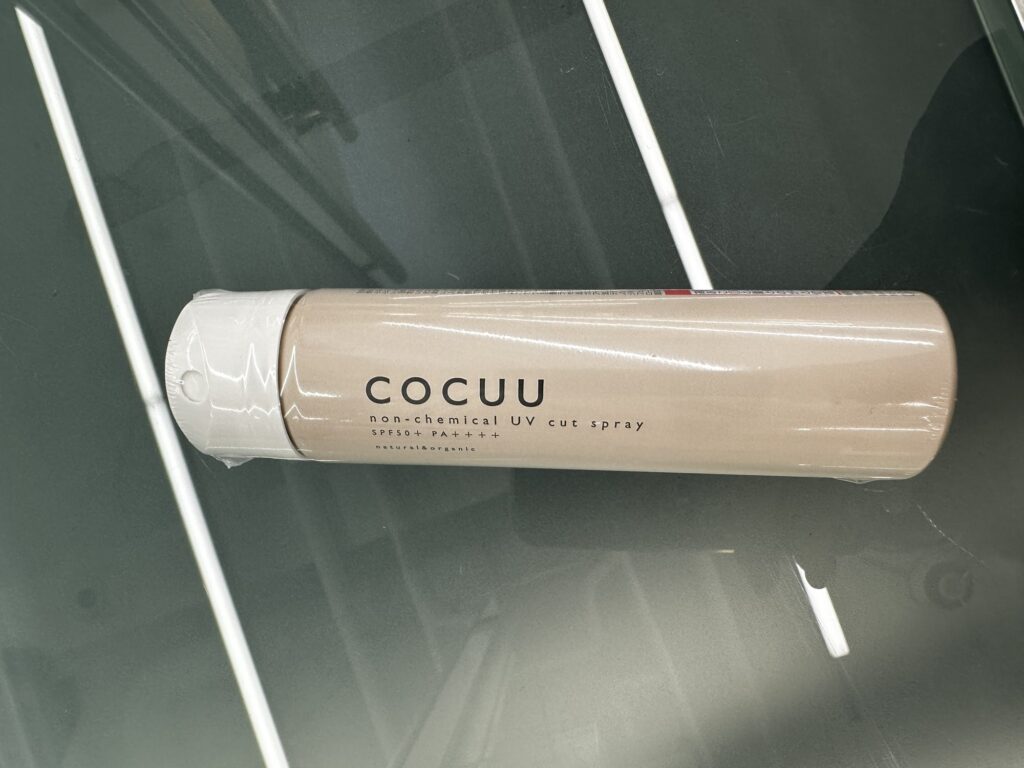 COCUU
non-chemical UV cut spray
SPF50+ PA++++
natural&organic